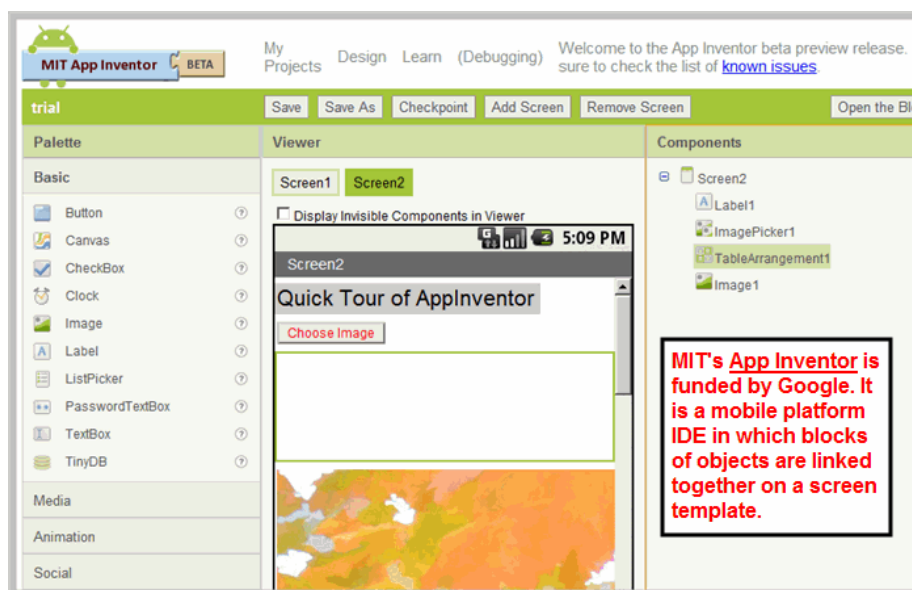 MIT App Inventor BETA
My Projects Design Learn (Debugging)
Welcome to the App Inventor beta preview release.
sure to check the list of known issues.
trial
Save Save As Checkpoint Add Screen Remove Screen Open the Bl
Palette
Basic
Button ?
Canvas ?
CheckBox ?
Clock ?
Image ?
Label ?
ListPicker ?
PasswordTextBox ?
TextBox ?
TinyDB ?
Media
Animation
Social
Viewer
Screen1 Screen2
Display Invisible Components in Viewer
5:09 PM
Screen2
Quick Tour of AppInventor
Choose Image
Components
Screen2
A Label1
ImagePicker1
TableArrangement1
Image1
MIT's App Inventor is
funded by Google. It
is a mobile platform
IDE in which blocks
of objects are linked
together on a screen
template.